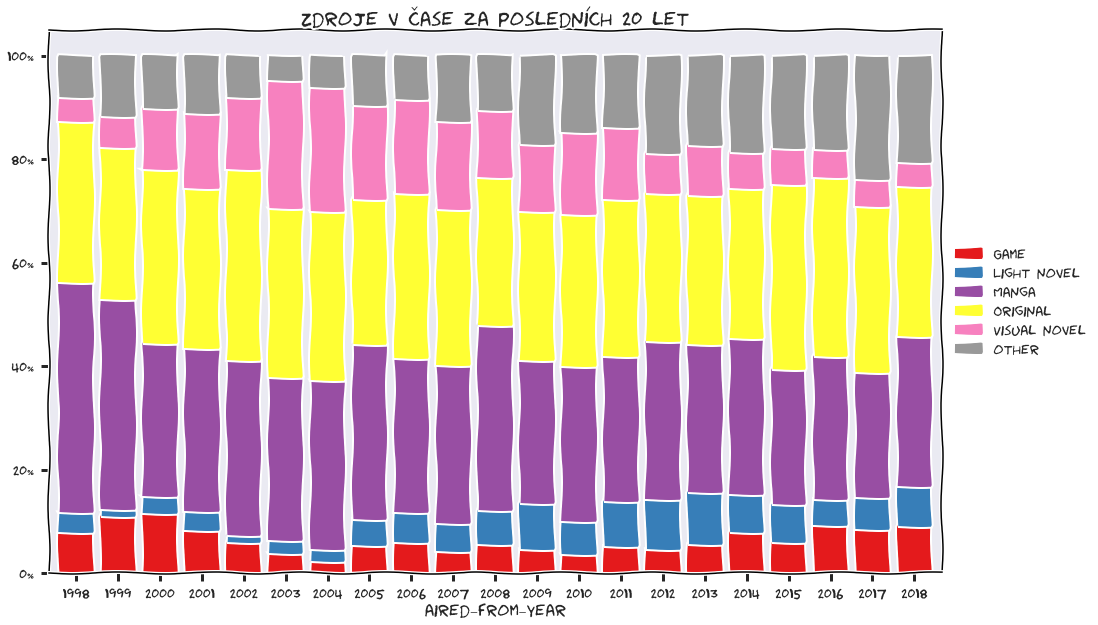 ZDROJE V ČASE ZA POSLEDNÍCH 20 LET
100%
80%
60%
40%
20%
0%
1998 1999 2000 2001 2002 2003 2004 2005 2006 2007 2008 2009 2010 2011 2012 2013 2014 2015 2016 2017 2018
AIRED-FROM-YEAR
GAME
LIGHT NOVEL
MANGA
ORIGINAL
VISUAL NOVEL
OTHER